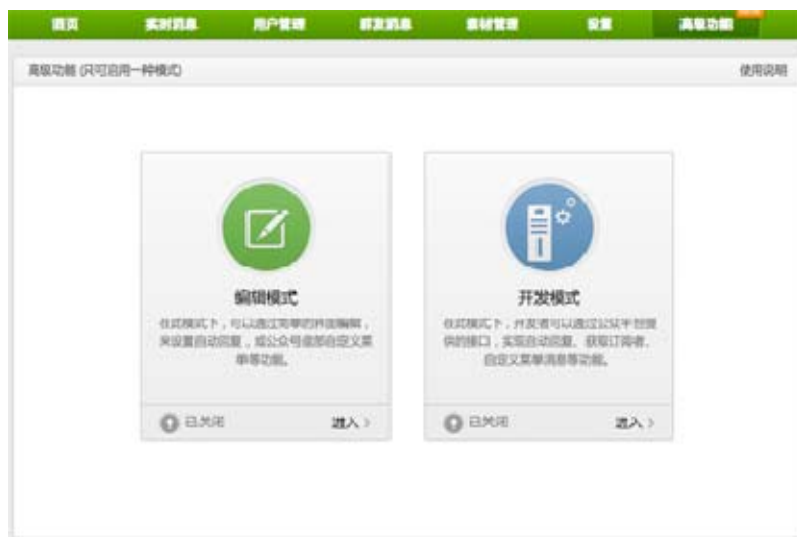 首页 实时消息 用户管理 群发消息 素材管理 设置 高级功能
高级功能 (只可启用一种模式) 使用说明
编辑模式
在此模式下，可以通过简单的界面编辑，
来设置自动回复，或公众号底部自定义菜
单等功能。
已关闭 进入 >
开发模式
在此模式下，开发者可以通过公众平台提
供的接口，实现自动回复、获取订阅者、
自定义菜单消息等功能。
已关闭 进入 >